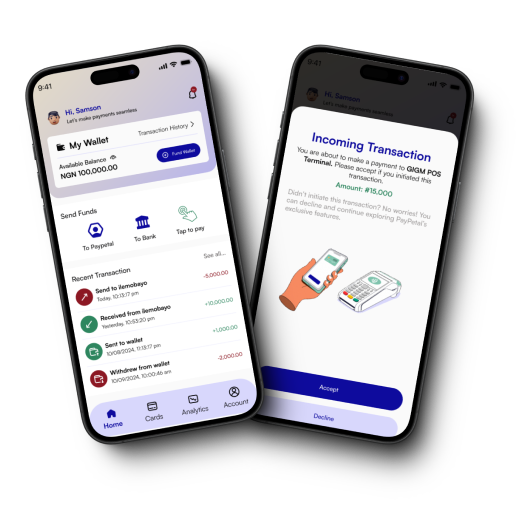 9:41
Hi, Samson
Let's make payments seamless
My Wallet
Transaction History >
Available Balance
NGN 100,000.00
Fund Wallet
Send Funds
To Paypetal
To Bank
Tap to pay
Recent Transaction
See all...
Send to ilemobayo
Today, 10:13:17 pm
-5,000.00
Received from ilemobayo
Yesterday, 10:53:20 pm
+10,000.00
Sent to wallet
10/08/2024, 11:13:17 pm
+1,000.00
Withdrew from wallet
10/09/2024, 10:00:46 am
-2,000.00
Home
Cards
Analytics
Account
9:41
Hi, Samson
Let's make payments seamless
Incoming Transaction
You are about to make a payment to GIGM POS
Terminal. Please accept if you initiated this
transaction.
Amount: #15,000
Didn't initiate this transaction? No worries! You
can decline and continue exploring PayPetal's
exclusive features.
Accept
Decline